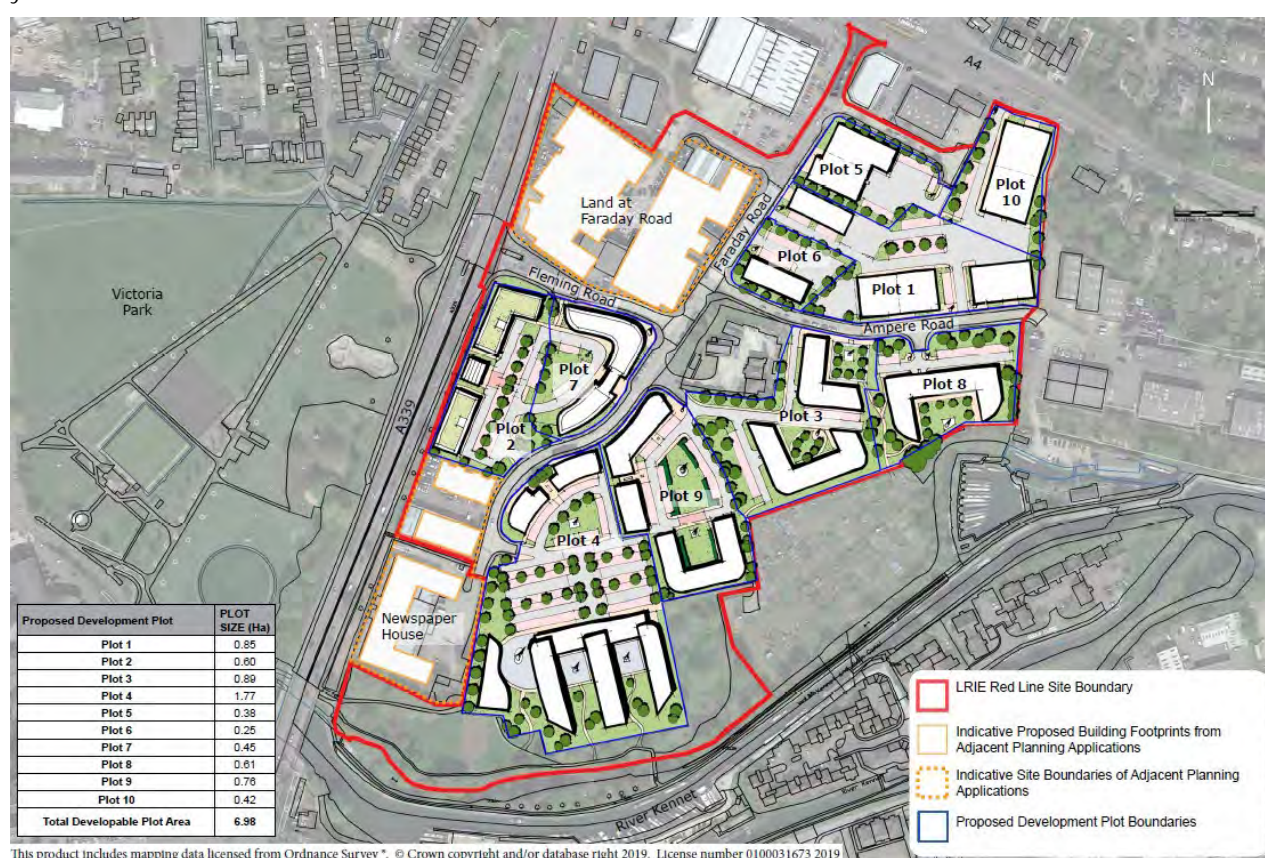 A4
N
Plot 5
Plot
10
Land at
Faraday Road
Faraday Road
Plot 6
Fleming Road
Plot 1
Victoria
Park
Ampere Road
Plot
7
Plot 8
A339
Plot 3
Plot
2
Plot 9
Plot 4
Newspaper
House
River Kennet
Proposed Development Plot PLOT
SIZE (Ha)
Plot 1 0.85
Plot 2 0.60
Plot 3 0.89
Plot 4 1.77
Plot 5 0.38
Plot 6 0.25
Plot 7 0.45
Plot 8 0.61
Plot 9 0.76
Plot 10 0.42
Total Developable Plot Area 6.98
LRIE Red Line Site Boundary
Indicative Proposed Building Footprints from
Adjacent Planning Applications
Indicative Site Boundaries of Adjacent Planning
Applications
Proposed Development Plot Boundaries
This product includes mapping data licensed from Ordnance Survey ®, © Crown copyright and/or database right 2019. License number 0100031673 2019